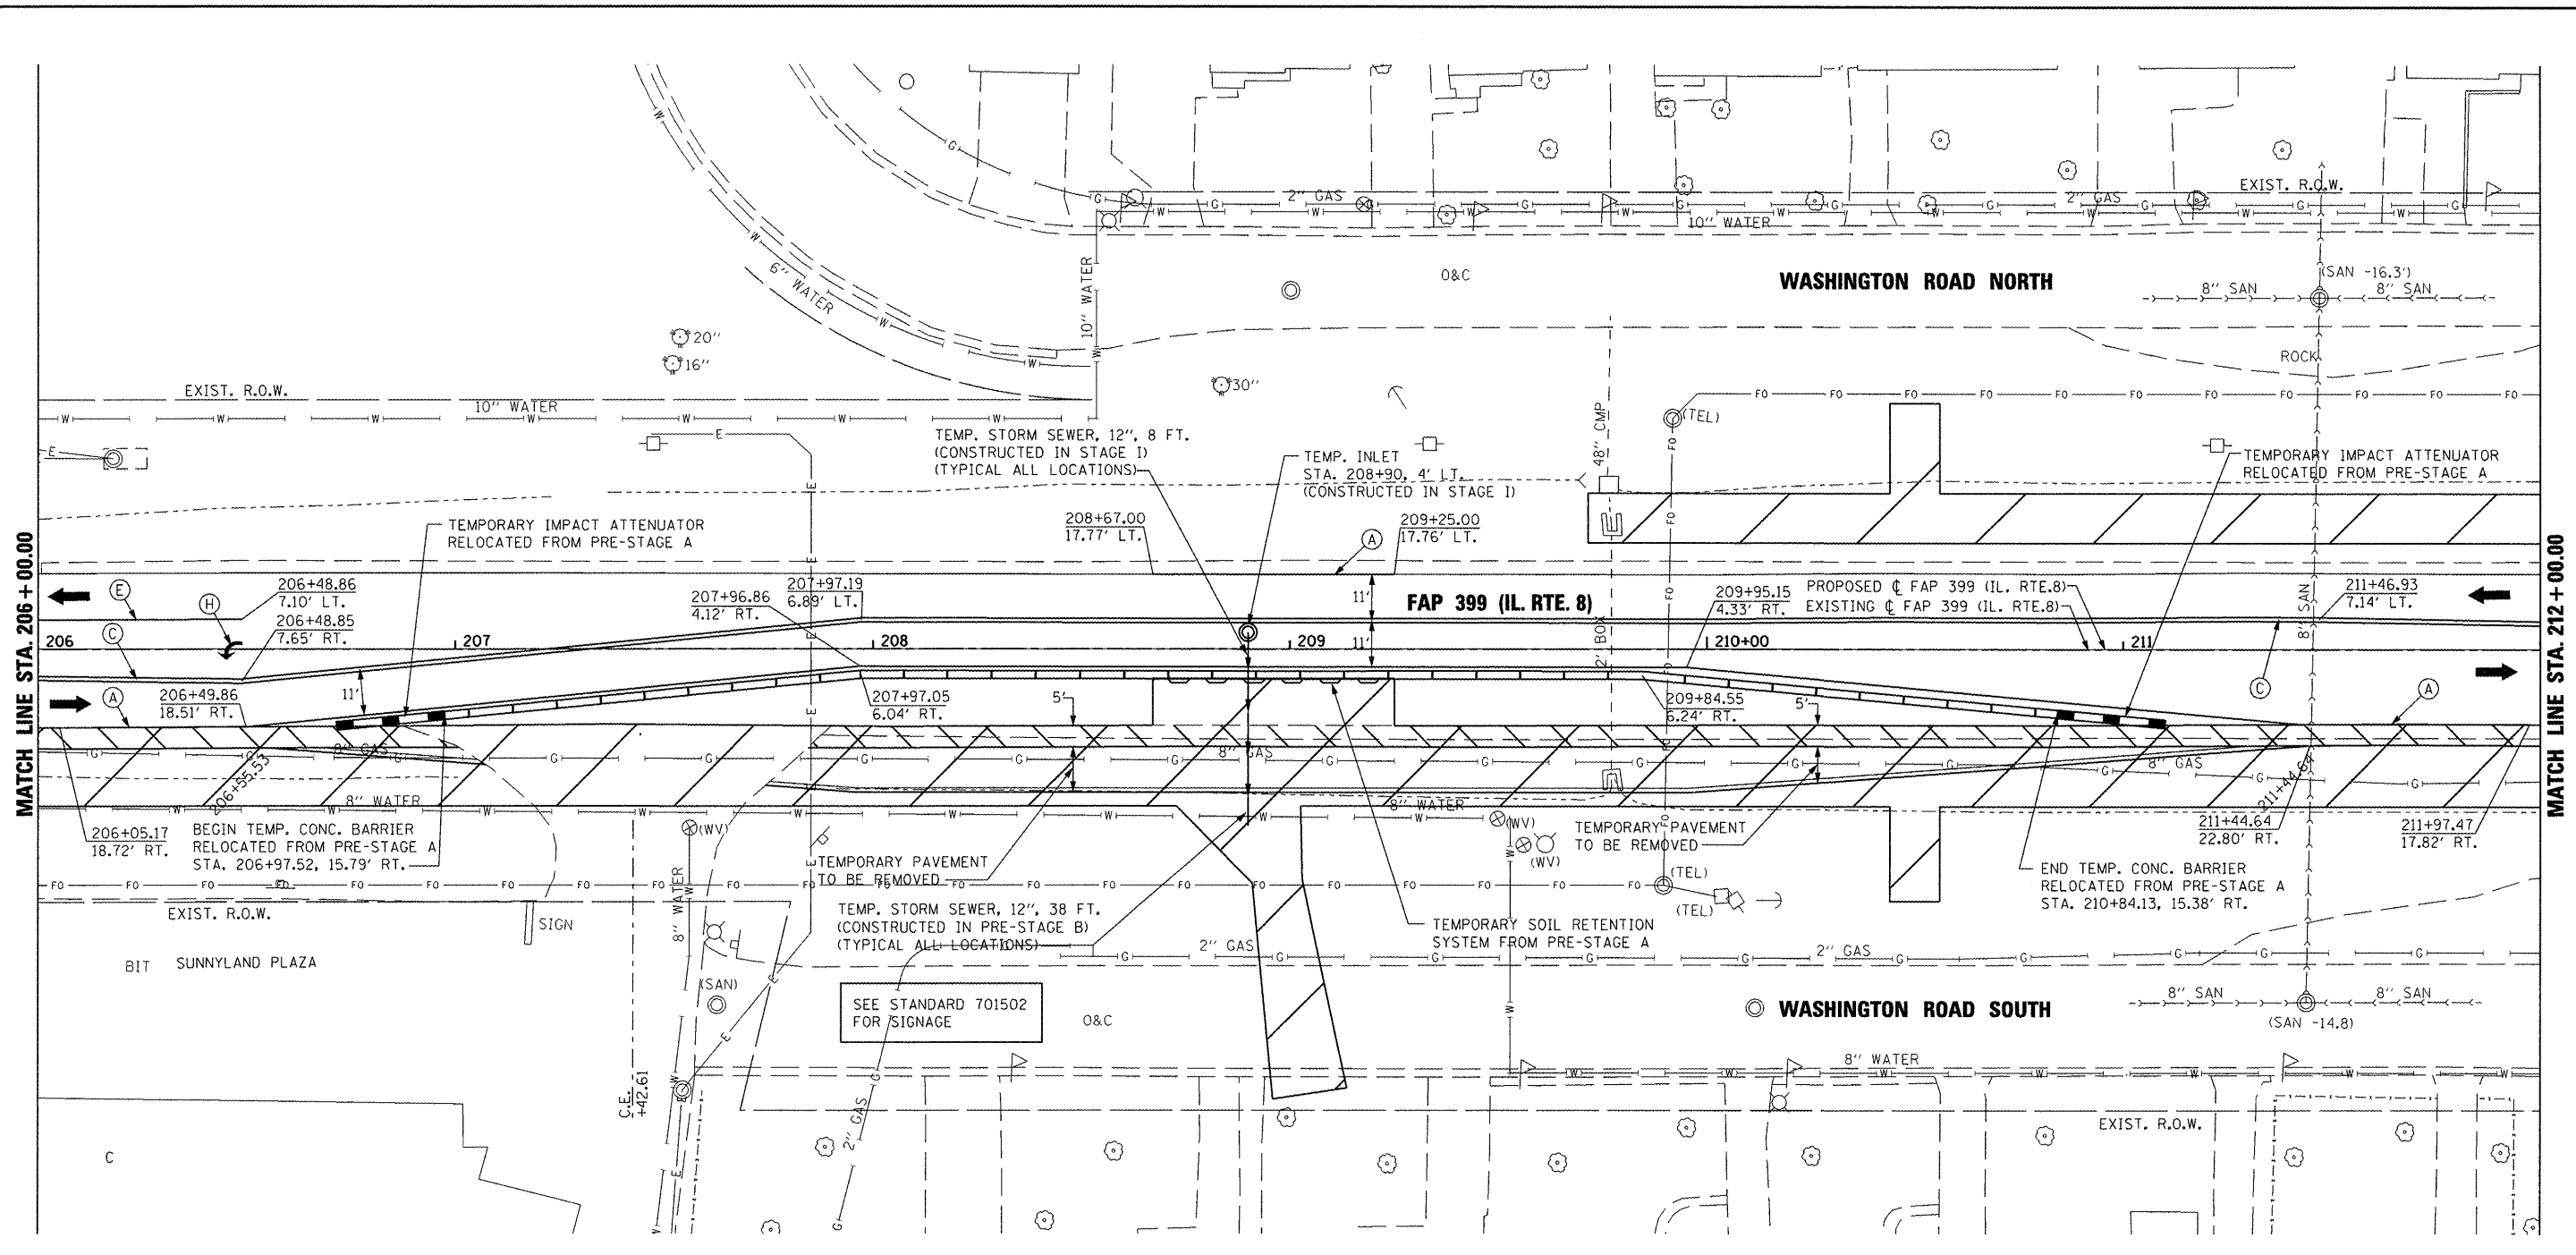 EXIST. R.O.W.
2" GAS
2" GAS
10" WATER
6" WATER
10" WATER
O&C
WASHINGTON ROAD NORTH
(SAN -16.3')
8" SAN
8" SAN
20"
16"
30"
ROCK
EXIST. R.O.W.
10" WATER
48" CMP
(TEL)
TEMP. STORM SEWER, 12", 8 FT.
(CONSTRUCTED IN STAGE I)
(TYPICAL ALL LOCATIONS)
TEMP. INLET
STA. 208+90, 4' LT.
(CONSTRUCTED IN STAGE I)
TEMPORARY IMPACT ATTENUATOR
RELOCATED FROM PRE-STAGE A
TEMPORARY IMPACT ATTENUATOR
RELOCATED FROM PRE-STAGE A
208+67.00
17.77' LT.
209+25.00
17.76' LT.
A
MATCH LINE STA. 206+00.00
MATCH LINE STA. 212+00.00
E
H
C
A
206+48.86
7.10' LT.
206+48.85
7.65' RT.
207+96.86
4.12' RT.
207+97.19
6.89' LT.
11'
FAP 399 (IL. RTE. 8)
209+95.15
4.33' RT.
PROPOSED ℄ FAP 399 (IL. RTE.8)
EXISTING ℄ FAP 399 (IL. RTE.8)
8" SAN
211+46.93
7.14' LT.
206
207
208
209
210+00
211
11'
2' BOX
11'
206+49.86
18.51' RT.
207+97.05
6.04' RT.
5'
209+84.55
6.24' RT.
5'
C
A
8" GAS
8" GAS
8" GAS
206+55.53
211+44.64
8" WATER
8" WATER
206+05.17
18.72' RT.
BEGIN TEMP. CONC. BARRIER
RELOCATED FROM PRE-STAGE A
STA. 206+97.52, 15.79' RT.
(WV)
TEMPORARY PAVEMENT
TO BE REMOVED
(WV)
(WV)
TEMPORARY PAVEMENT
TO BE REMOVED
211+44.64
22.80' RT.
211+97.47
17.82' RT.
END TEMP. CONC. BARRIER
RELOCATED FROM PRE-STAGE A
STA. 210+84.13, 15.38' RT.
EXIST. R.O.W.
SIGN
8" WATER
TEMP. STORM SEWER, 12", 38 FT.
(CONSTRUCTED IN PRE-STAGE B)
(TYPICAL ALL LOCATIONS)
(TEL)
(TEL)
TEMPORARY SOIL RETENTION
SYSTEM FROM PRE-STAGE A
2" GAS
2" GAS
BIT SUNNYLAND PLAZA
(SAN)
SEE STANDARD 701502
FOR SIGNAGE
O&C
WASHINGTON ROAD SOUTH
8" SAN
8" SAN
(SAN -14.8)
8" WATER
C.E.
+42.61
2" GAS
EXIST. R.O.W.
C